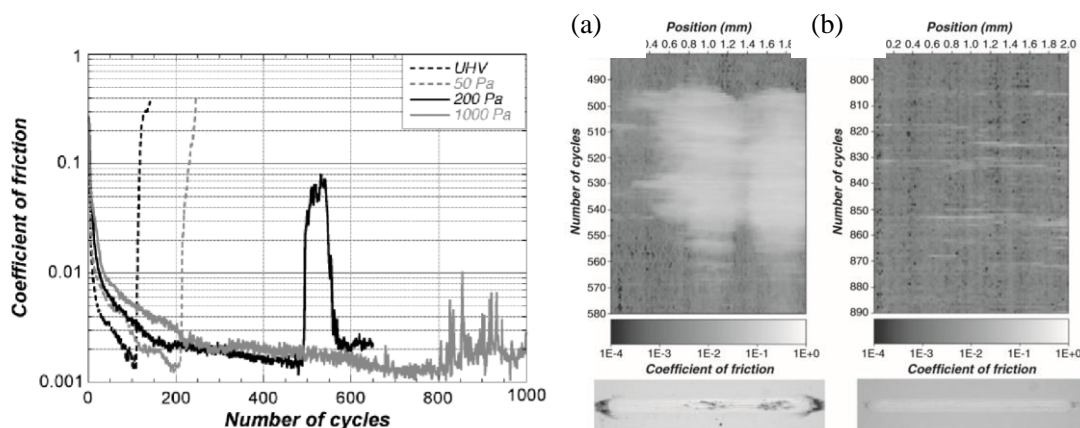 Coefficient of friction
1
0.1
0.01
0.001
0
200
400
600
800
1000
Number of cycles
UHV
50 Pa
200 Pa
1000 Pa
(a)
Position (mm)
0.4 0.6 0.8 1.0 1.2 1.4 1.6 1.8
Number of cycles
490
500
510
520
530
540
550
560
570
580
1E-4 1E-3 1E-2 1E-1 1E+0
Coefficient of friction
(b)
Position (mm)
0.2 0.4 0.6 0.8 1.0 1.2 1.4 1.6 1.8 2.0
Number of cycles
800
810
820
830
840
850
860
870
880
890
1E-4 1E-3 1E-2 1E-1 1E+0
Coefficient of friction